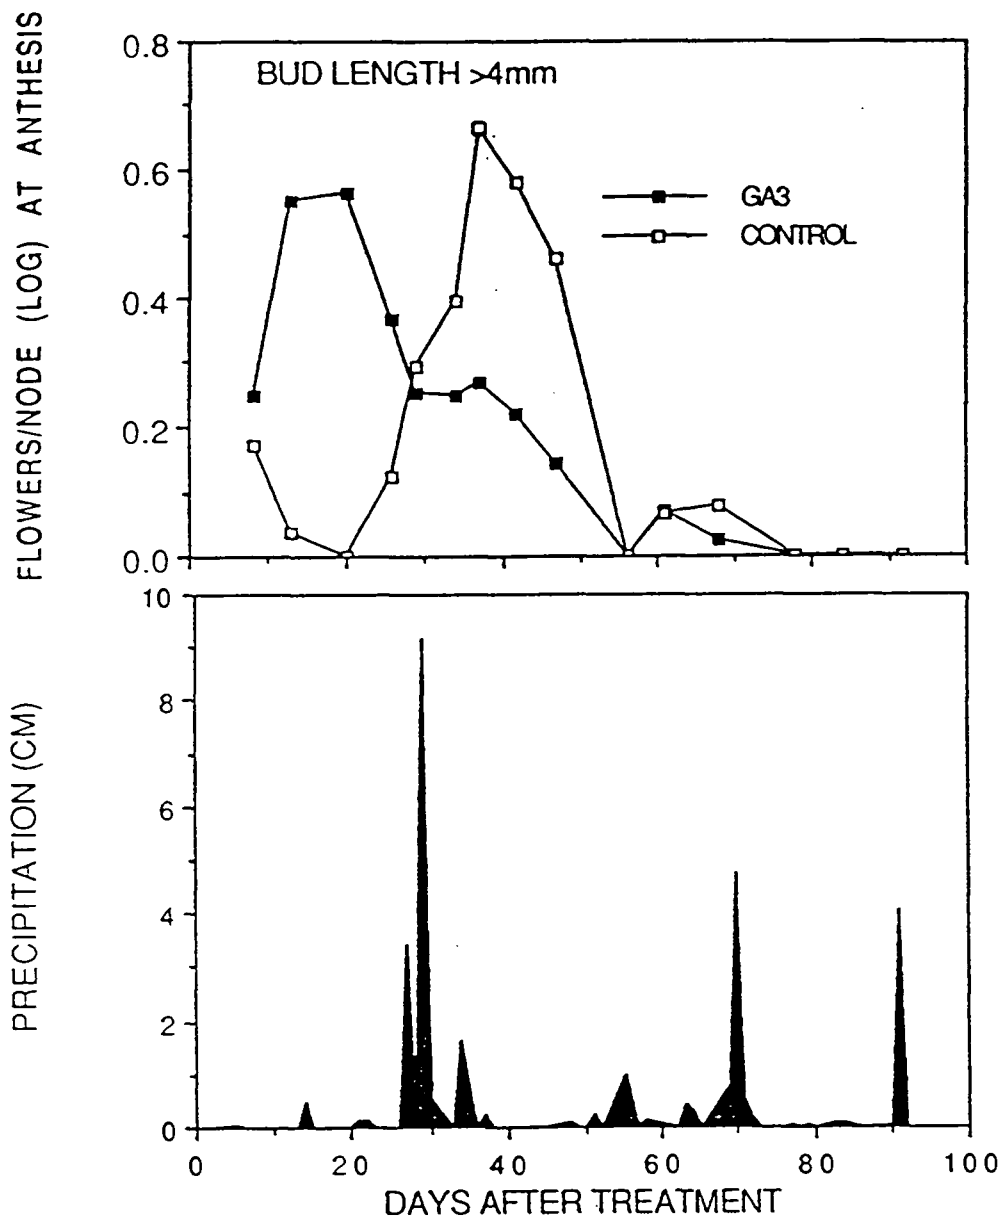 FLOWERS/NODE (LOG) AT ANTHESIS
0.8
0.6
0.4
0.2
0.0
BUD LENGTH >4mm
GA3
CONTROL
PRECIPITATION (CM)
10
8
6
4
2
0
0 20 40 60 80 100
DAYS AFTER TREATMENT